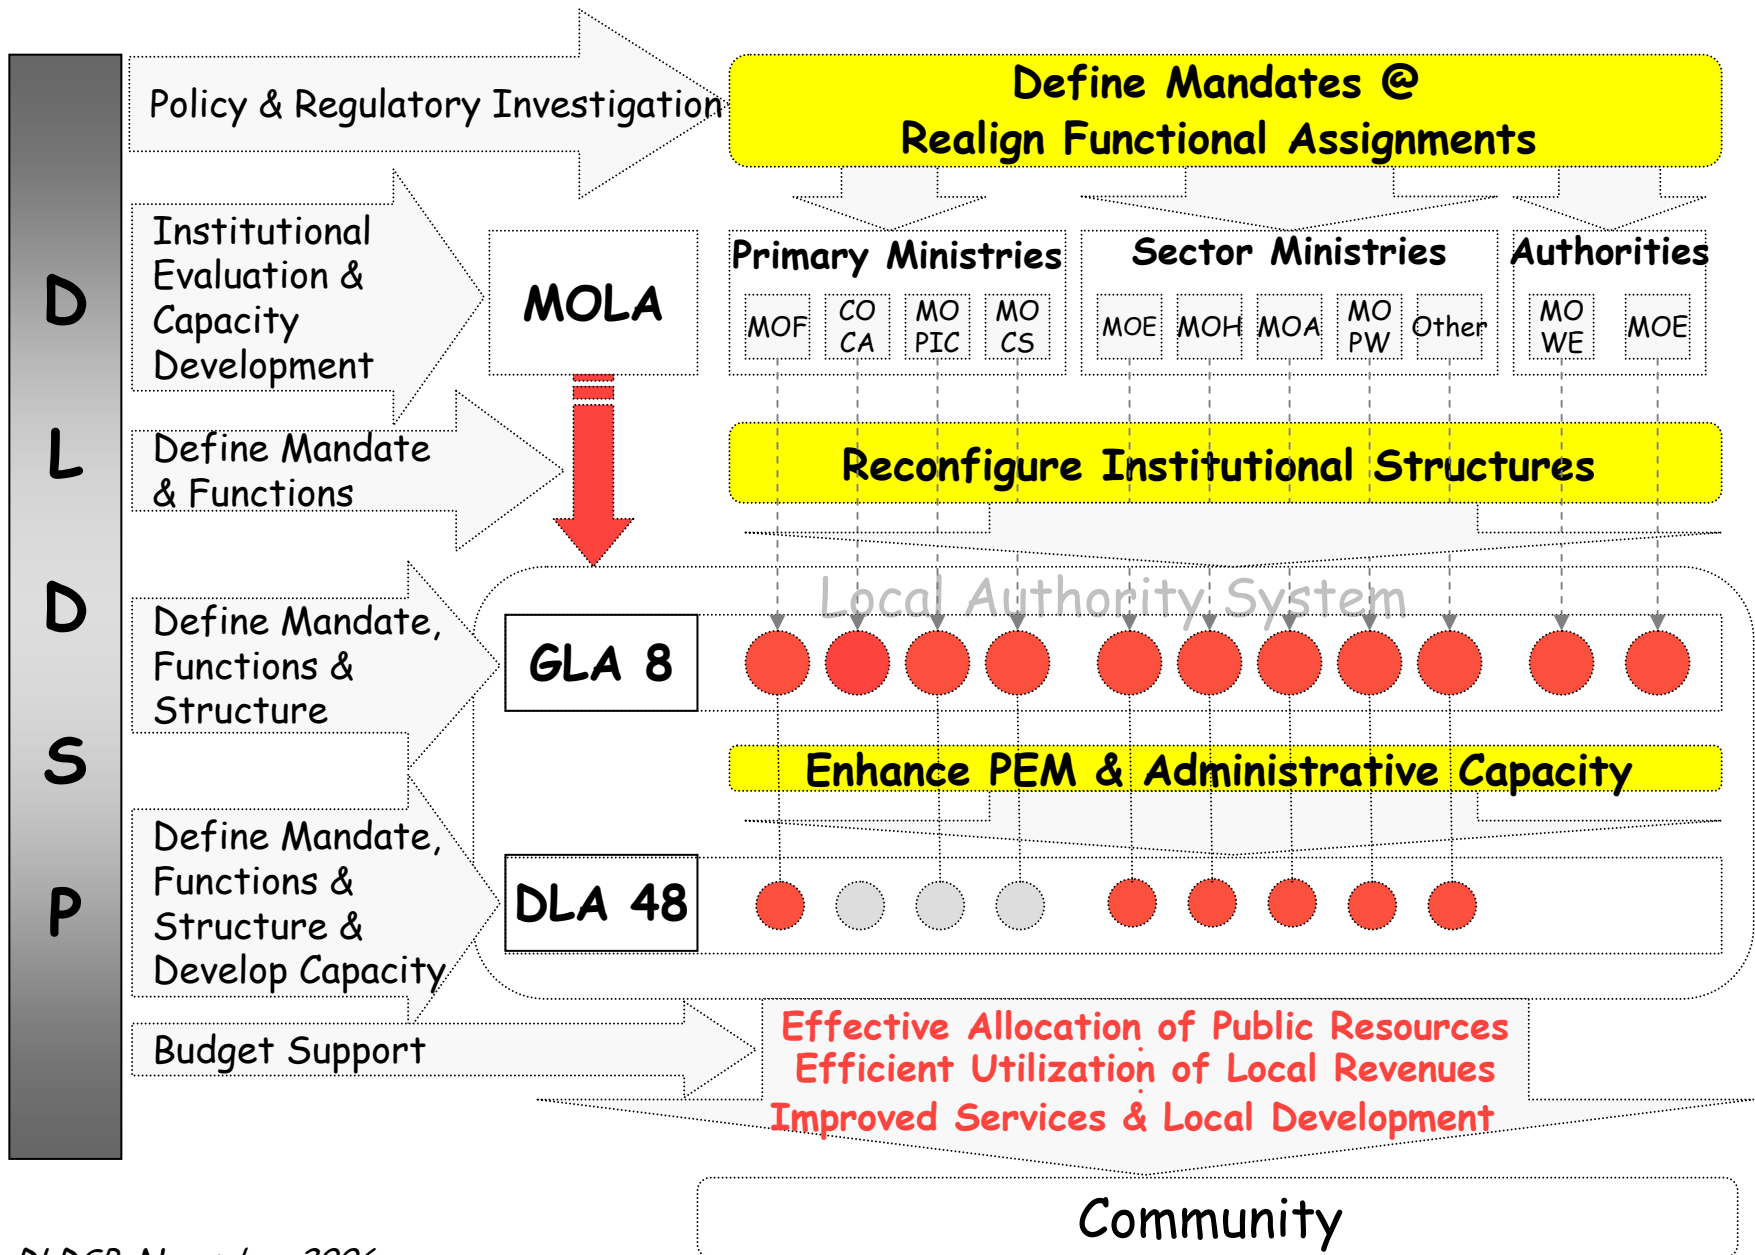 D
L
D
S
P
Policy & Regulatory Investigation
Define Mandates @
Realign Functional Assignments
Institutional
Evaluation &
Capacity
Development
MOLA
Primary Ministries
MOF
CO
CA
MO
PIC
MO
CS
Sector Ministries
MOE
MOH
MOA
MO
PW
Other
Authorities
MO
WE
MOE
Define Mandate
& Functions
Reconfigure Institutional Structures
Local Authority System
Define Mandate,
Functions &
Structure
GLA 8
Enhance PEM & Administrative Capacity
Define Mandate,
Functions &
Structure &
Develop Capacity
DLA 48
Budget Support
Effective Allocation of Public Resources
Efficient Utilization of Local Revenues
Improved Services & Local Development
Community